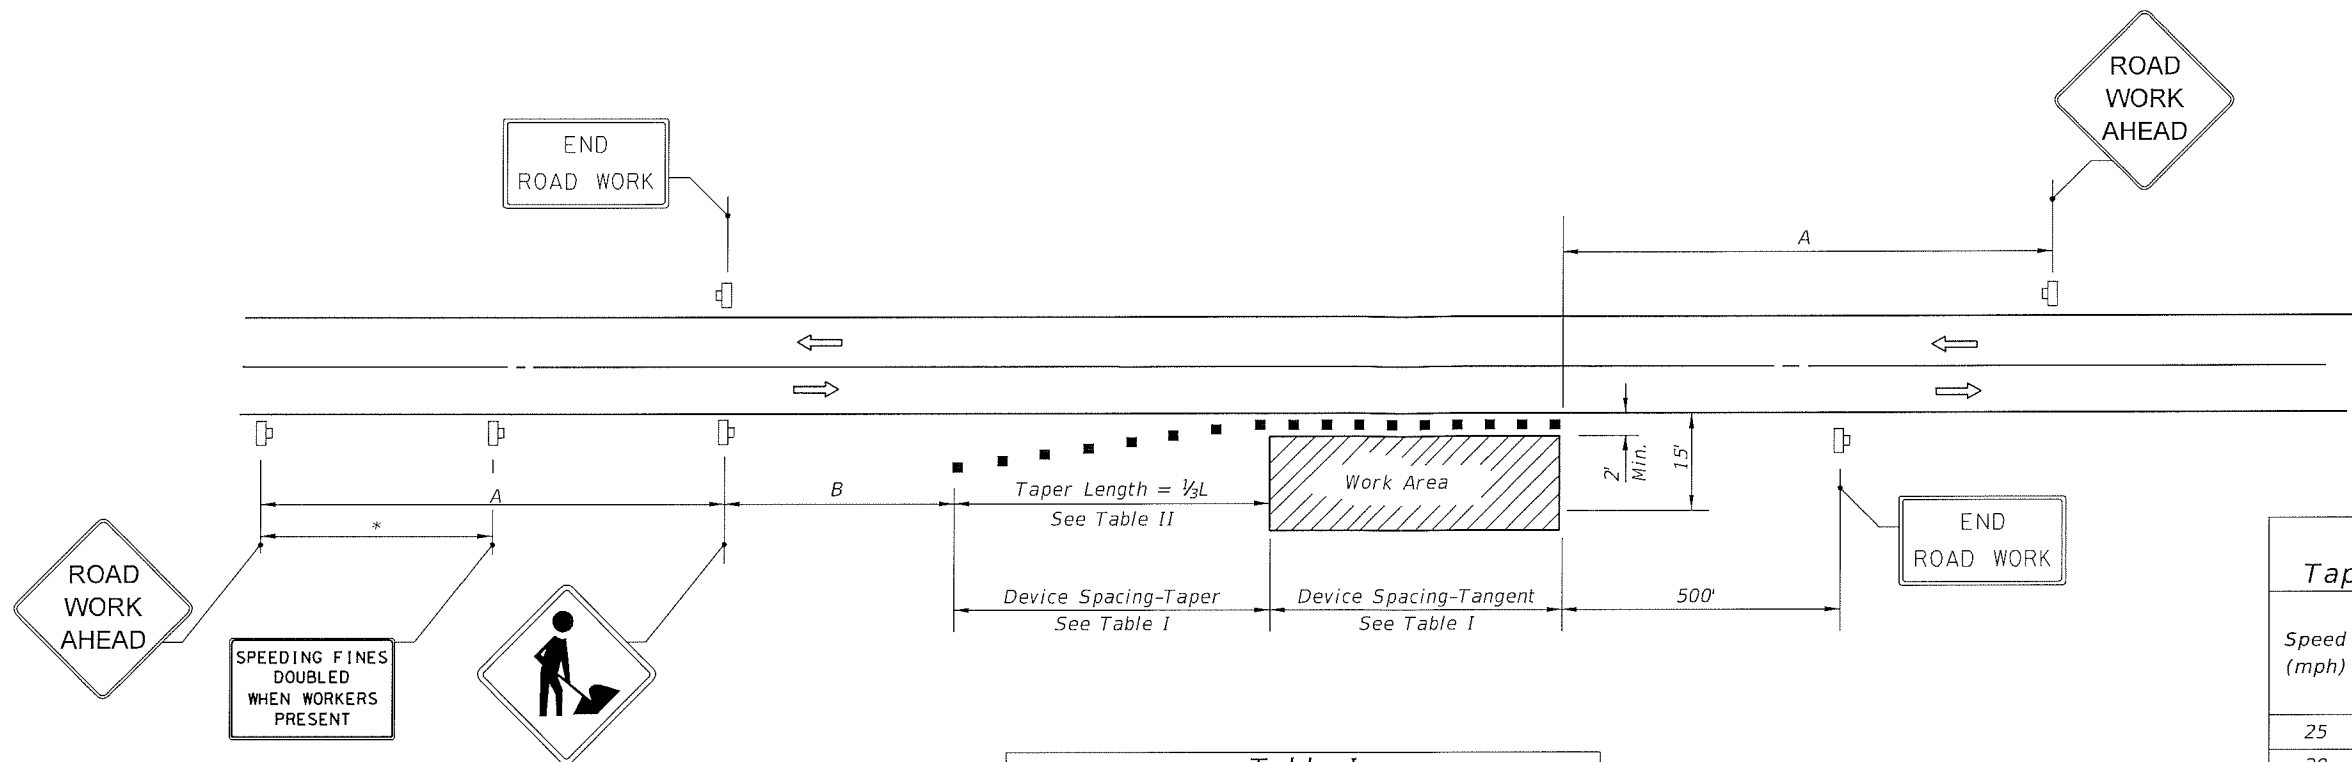 ROAD
WORK
AHEAD
END
ROAD WORK
A
A
*
B
Taper Length = ⅓L
See Table II
Work Area
2'
Min.
15'
END
ROAD WORK
ROAD
WORK
AHEAD
SPEEDING FINES
DOUBLED
WHEN WORKERS
PRESENT
Device Spacing-Taper
See Table I
Device Spacing-Tangent
See Table I
500'
Speed
(mph)
25